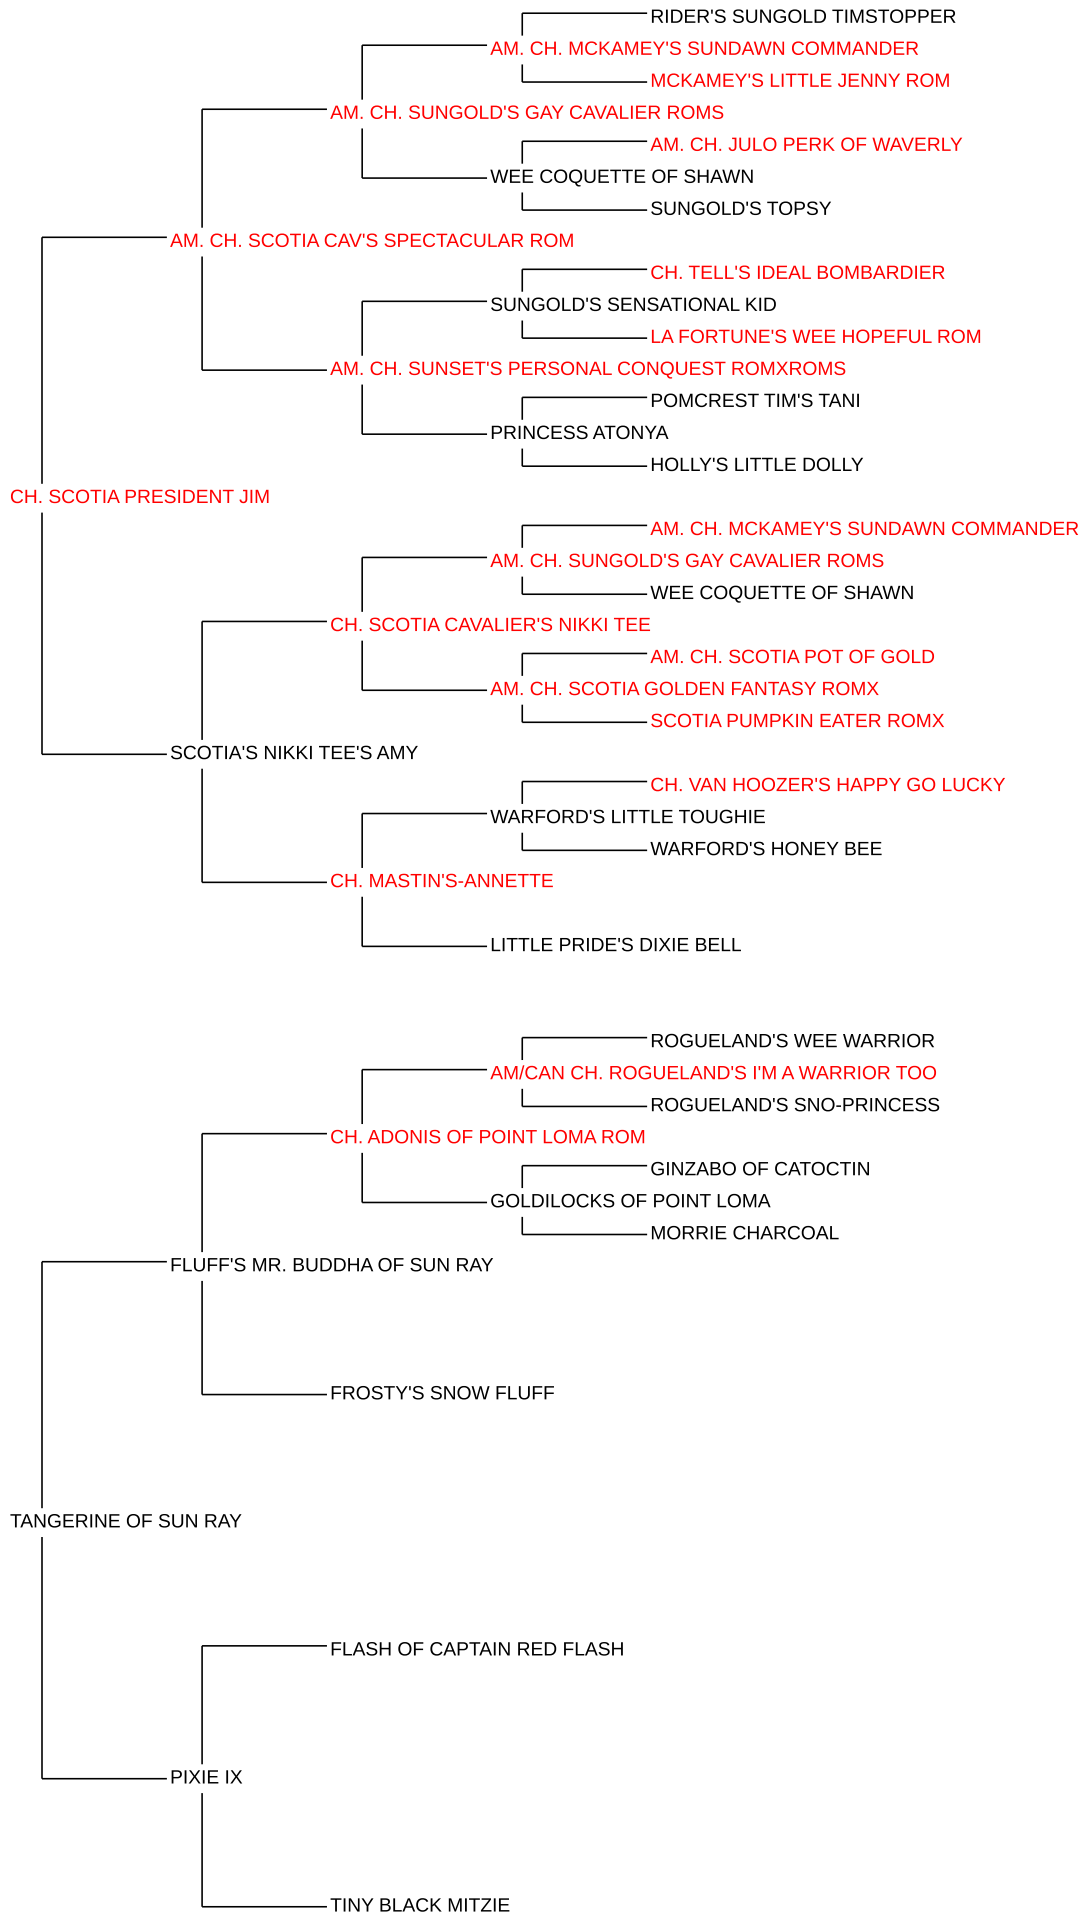 RIDER'S SUNGOLD TIMSTOPPER
AM. CH. MCKAMEY'S SUNDAWN COMMANDER
MCKAMEY'S LITTLE JENNY ROM
AM. CH. SUNGOLD'S GAY CAVALIER ROMS
AM. CH. JULO PERK OF WAVERLY
WEE COQUETTE OF SHAWN
SUNGOLD'S TOPSY
AM. CH. SCOTIA CAV'S SPECTACULAR ROM
CH. TELL'S IDEAL BOMBARDIER
SUNGOLD'S SENSATIONAL KID
LA FORTUNE'S WEE HOPEFUL ROM
AM. CH. SUNSET'S PERSONAL CONQUEST ROMXROMS
POMCREST TIM'S TANI
PRINCESS ATONYA
HOLLY'S LITTLE DOLLY
CH. SCOTIA PRESIDENT JIM
AM. CH. MCKAMEY'S SUNDAWN COMMANDER
AM. CH. SUNGOLD'S GAY CAVALIER ROMS
WEE COQUETTE OF SHAWN
CH. SCOTIA CAVALIER'S NIKKI TEE
AM. CH. SCOTIA POT OF GOLD
AM. CH. SCOTIA GOLDEN FANTASY ROMX
SCOTIA PUMPKIN EATER ROMX
SCOTIA'S NIKKI TEE'S AMY
CH. VAN HOOZER'S HAPPY GO LUCKY
WARFORD'S LITTLE TOUGHIE
WARFORD'S HONEY BEE
CH. MASTIN'S-ANNETTE
LITTLE PRIDE'S DIXIE BELL
ROGUELAND'S WEE WARRIOR
AM/CAN CH. ROGUELAND'S I'M A WARRIOR TOO
ROGUELAND'S SNO-PRINCESS
CH. ADONIS OF POINT LOMA ROM
GINZABO OF CATOCTIN
GOLDILOCKS OF POINT LOMA
MORRIE CHARCOAL
FLUFF'S MR. BUDDHA OF SUN RAY
FROSTY'S SNOW FLUFF
TANGERINE OF SUN RAY
FLASH OF CAPTAIN RED FLASH
PIXIE IX
TINY BLACK MITZIE